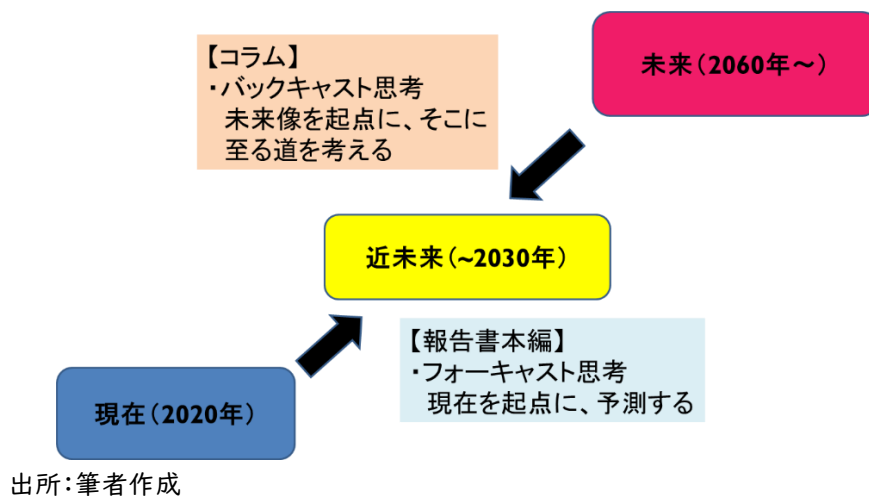 【コラム】
・バックキャスト思考
未来像を起点に、そこに
至る道を考える
未来（2060年～）
近未来（~2030年）
【報告書本編】
・フォーキャスト思考
現在を起点に、予測する
現在（2020年）
出所：筆者作成